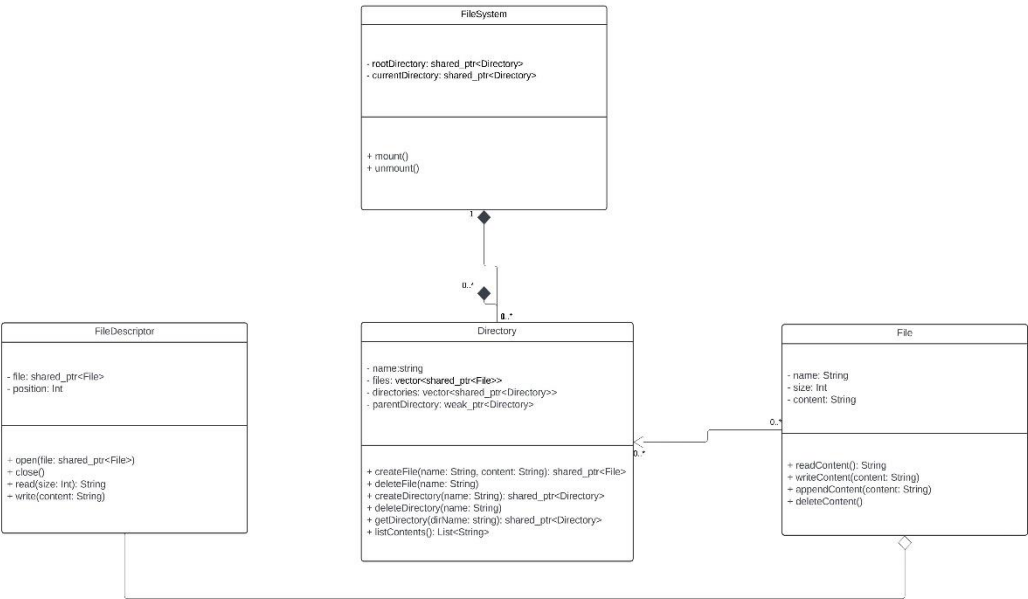 FileSystem
- rootDirectory: shared_ptr<Directory>
- currentDirectory: shared_ptr<Directory>
+ mount()
+ unmount()
1
0..*
0..*
FileDescriptor
- file: shared_ptr<File>
- position: Int
+ open(file: shared_ptr<File>)
+ close()
+ read(size: Int): String
+ write(content: String)
Directory
- name:string
- files: vector<shared_ptr<File>>
- directories: vector<shared_ptr<Directory>>
- parentDirectory: weak_ptr<Directory>
+ createFile(name: String, content: String): shared_ptr<File>
+ deleteFile(name: String)
+ createDirectory(name: String): shared_ptr<Directory>
+ deleteDirectory(name: String)
+ getDirectory(dirName: string): shared_ptr<Directory>
+ listContents(): List<String>
0..*
0..*
File
- name: String
- size: Int
- content: String
+ readContent(): String
+ writeContent(content: String)
+ appendContent(content: String)
+ deleteContent()